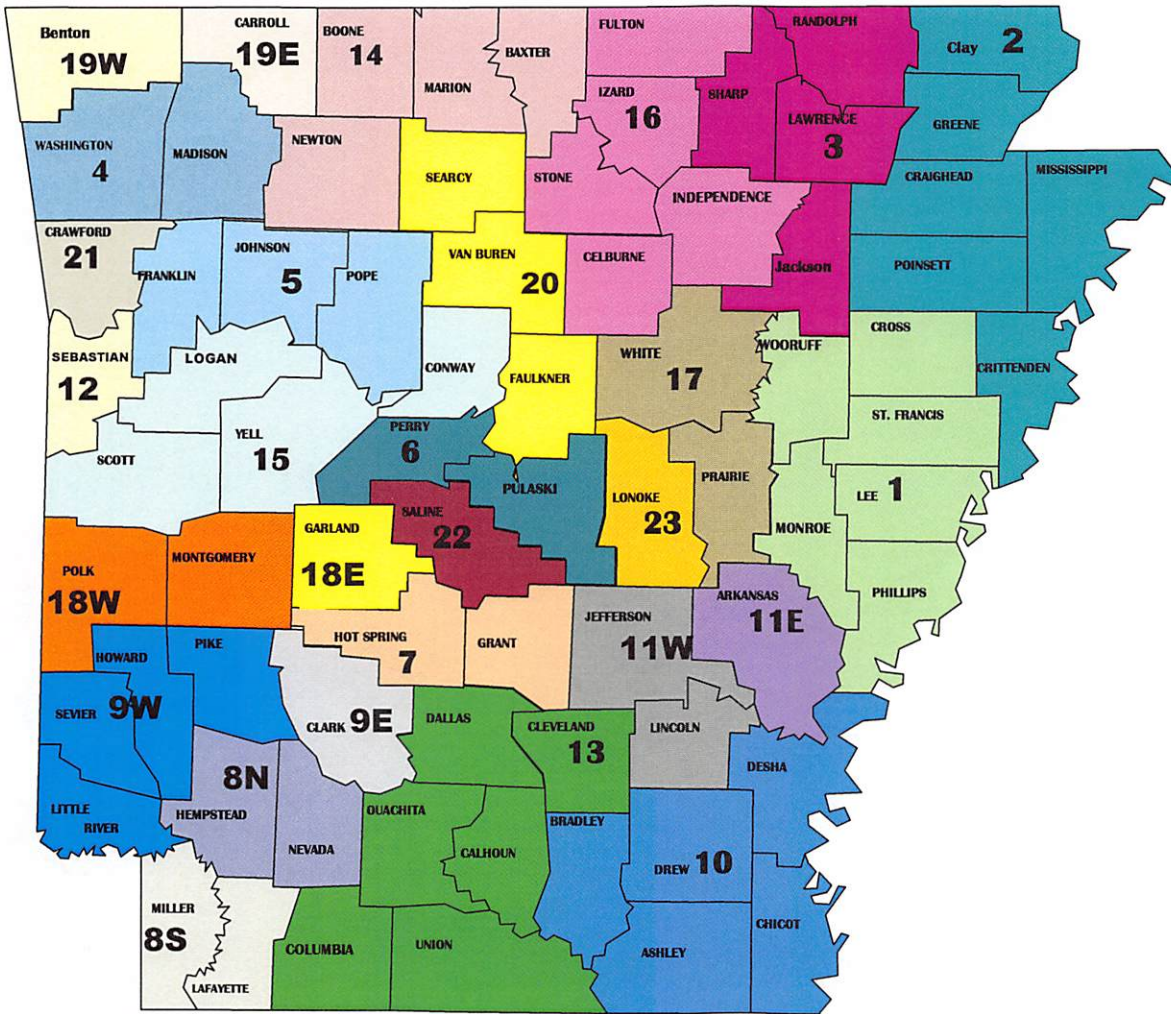 Benton
19W
CARROLL
19E
BOONE
14
MARION
BAXTER
FULTON
RANDOLPH
Clay 2
WASHINGTON
4
MADISON
NEWTON
SEARCY
IZARD
16
STONE
SHARP
LAWRENCE
3
GREENE
CRAIGHEAD
MISSISSIPPI
INDEPENDENCE
CRAWFORD
21
FRANKLIN
JOHNSON
5
POPE
VAN BUREN
20
CELBURNE
Jackson
POINSETT
SEBASTIAN
12
LOGAN
CONWAY
FAULKNER
WHITE
17
WOORUFF
CROSS
CRITTENDEN
SCOTT
YELL
15
PERRY
6
PULASKI
LONOKE
23
PRAIRIE
ST. FRANCIS
LEE 1
MONROE
PHILLIPS
POLK
18W
MONTGOMERY
GARLAND
18E
SALINE
22
HOT SPRING
7
GRANT
JEFFERSON
11W
ARKANSAS
11E
HOWARD
PIKE
SEVIER 9W
CLARK 9E
DALLAS
CLEVELAND
13
LINCOLN
DESHA
LITTLE
RIVER
8N
HEMPSTEAD
NEVADA
OUACHITA
CALHOUN
BRADLEY
DREW 10
CHICOT
MILLER
8S
LAFAYETTE
COLUMBIA
UNION
ASHLEY